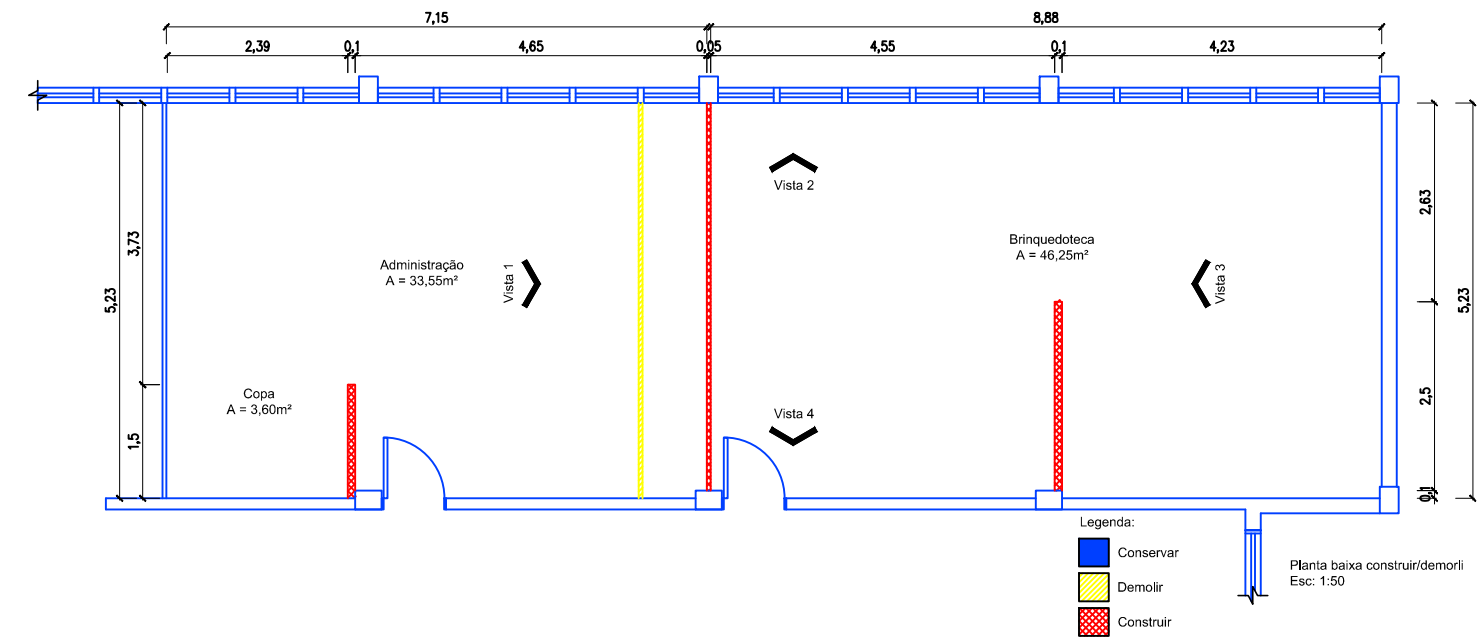 7,15
8,88
2,39
0,1
4,65
0,05
4,55
0,1
4,23
5,23
3,73
1,5
Administração
A = 33,55m²
Vista 1
Copa
A = 3,60m²
Vista 2
Brinquedoteca
A = 46,25m²
Vista 3
Vista 4
2,63
2,5
0,1
5,23
Legenda:
Conservar
Demolir
Construir
Planta baixa construir/demorli
Esc: 1:50